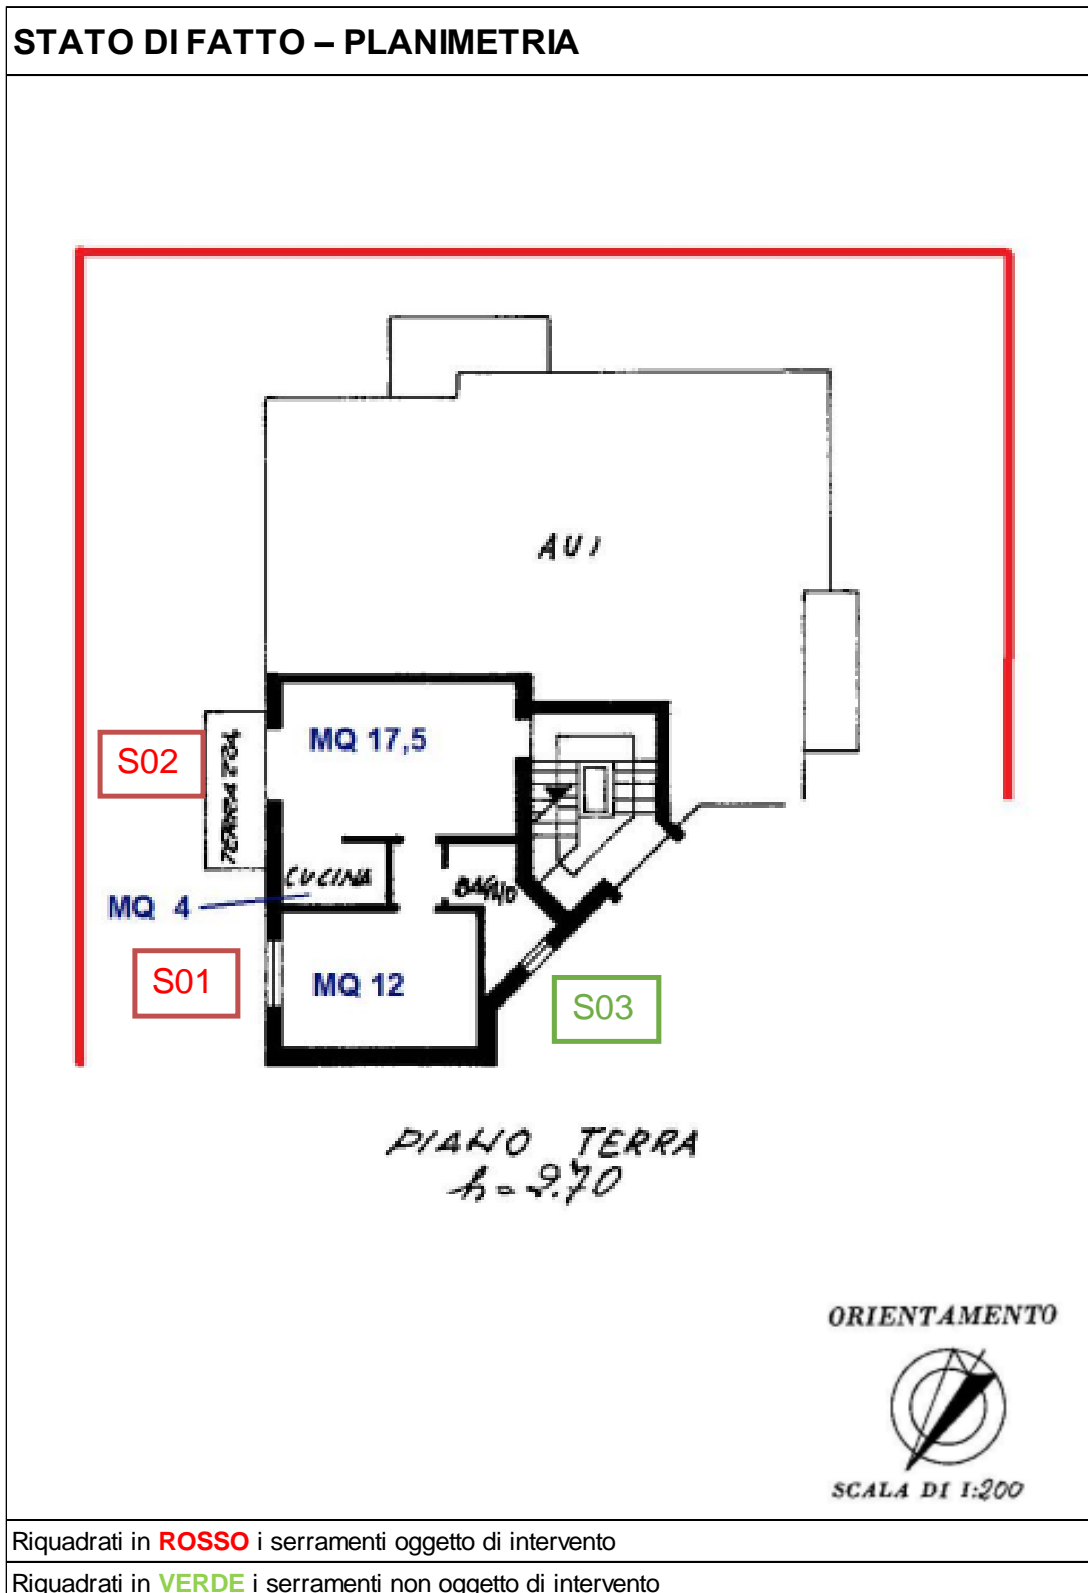 STATO DI FATTO – PLANIMETRIA
AUI
MQ 17,5
S02
TERRAZZA
CUCINA
BAGNO
MQ 4
S01
MQ 12
S03
PIANO TERRA
h = 2.70
ORIENTAMENTO
SCALA DI 1:200
Riquadrati in ROSSO i serramenti oggetto di intervento
Riquadrati in VERDE i serramenti non oggetto di intervento